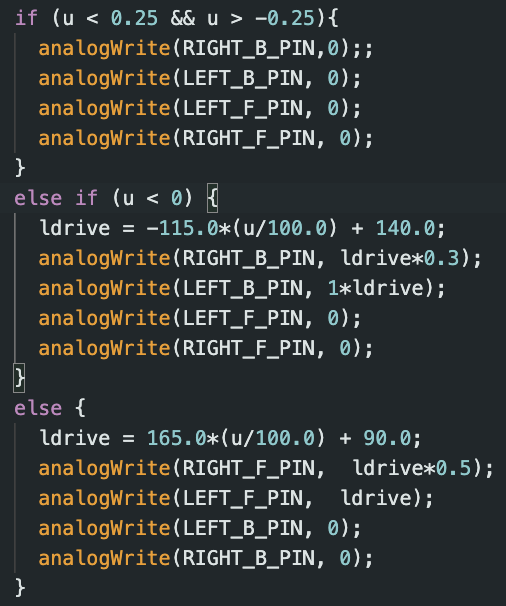 if (u < 0.25 && u > -0.25){
analogWrite(RIGHT_B_PIN,0);;
analogWrite(LEFT_B_PIN, 0);
analogWrite(LEFT_F_PIN, 0);
analogWrite(RIGHT_F_PIN, 0);
}
else if (u < 0) {
ldrive = -115.0*(u/100.0) + 140.0;
analogWrite(RIGHT_B_PIN, ldrive*0.3);
analogWrite(LEFT_B_PIN, 1*ldrive);
analogWrite(LEFT_F_PIN, 0);
analogWrite(RIGHT_F_PIN, 0);
}
else {
ldrive = 165.0*(u/100.0) + 90.0;
analogWrite(RIGHT_F_PIN,  ldrive*0.5);
analogWrite(LEFT_F_PIN,  ldrive);
analogWrite(LEFT_B_PIN, 0);
analogWrite(RIGHT_B_PIN, 0);
}